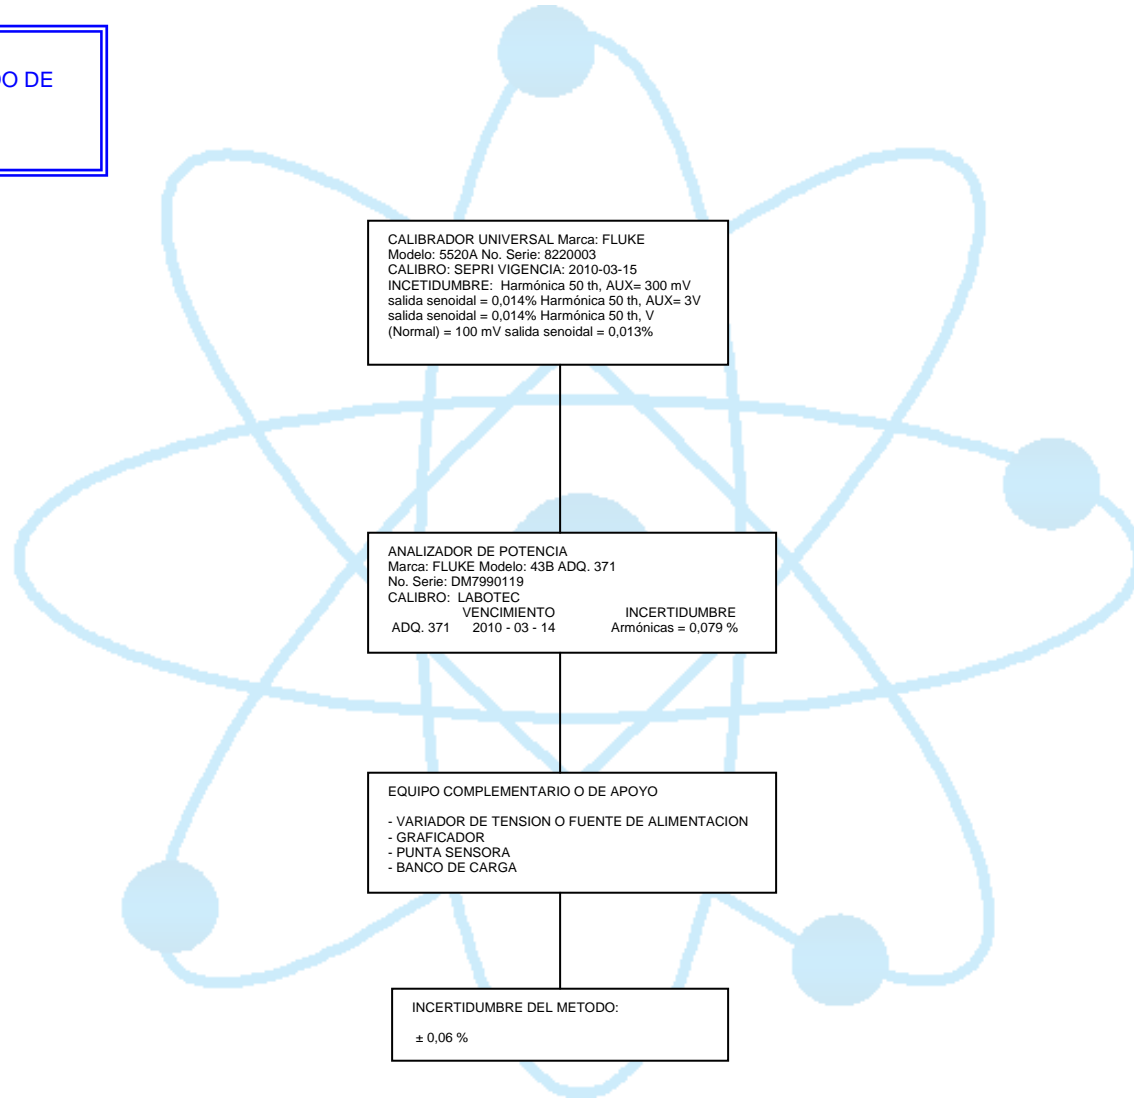 O DE
CALIBRADOR UNIVERSAL Marca: FLUKE
Modelo: 5520A No. Serie: 8220003
CALIBRO: SEPRI VIGENCIA: 2010-03-15
INCETIDUMBRE:  Harmónica 50 th, AUX= 300 mV
salida senoidal = 0,014% Harmónica 50 th, AUX= 3V
salida senoidal = 0,014% Harmónica 50 th, V
(Normal) = 100 mV salida senoidal = 0,013%
ANALIZADOR DE POTENCIA
Marca: FLUKE Modelo: 43B ADQ. 371
No. Serie: DM7990119
CALIBRO:  LABOTEC
VENCIMIENTO INCERTIDUMBRE
ADQ. 371 2010 - 03 - 14 Armónicas = 0,079 %
EQUIPO COMPLEMENTARIO O DE APOYO
- VARIADOR DE TENSION O FUENTE DE ALIMENTACION
- GRAFICADOR
- PUNTA SENSORA
- BANCO DE CARGA
INCERTIDUMBRE DEL METODO:
± 0,06 %